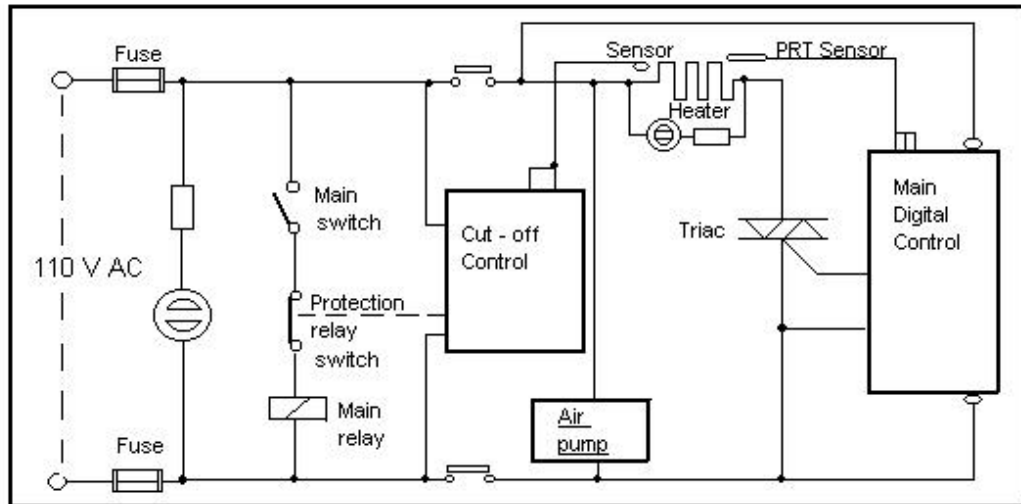 Fuse
Sensor
PRT Sensor
Heater
Main
switch
Cut - off
Control
Triac
Main
Digital
Control
110 V AC
Protection
relay
switch
Main
relay
Air
pump
Fuse